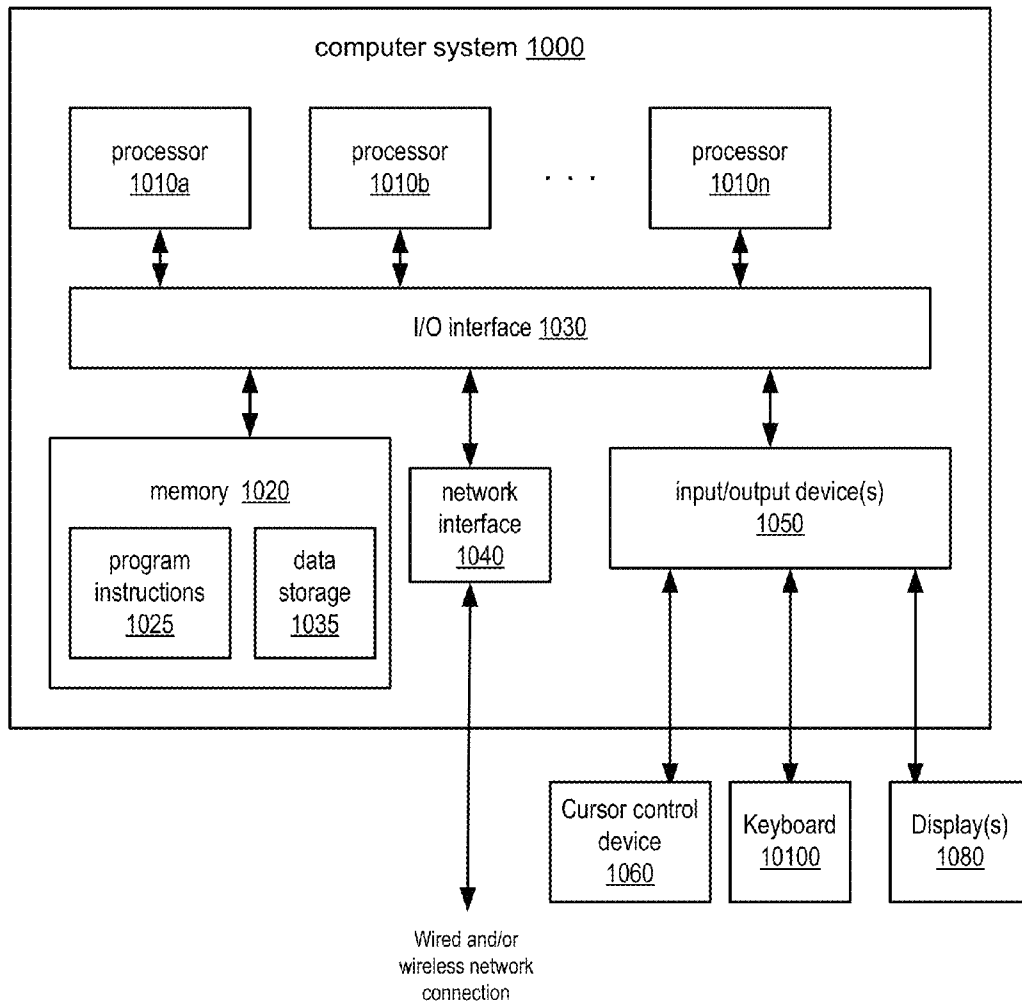 computer system 1000
processor
1010a
processor
1010b
. . .
processor
1010n
I/O interface 1030
memory 1020
program
instructions
1025
data
storage
1035
network
interface
1040
input/output device(s)
1050
Cursor control
device
1060
Keyboard
10100
Display(s)
1080
Wired and/or
wireless network
connection